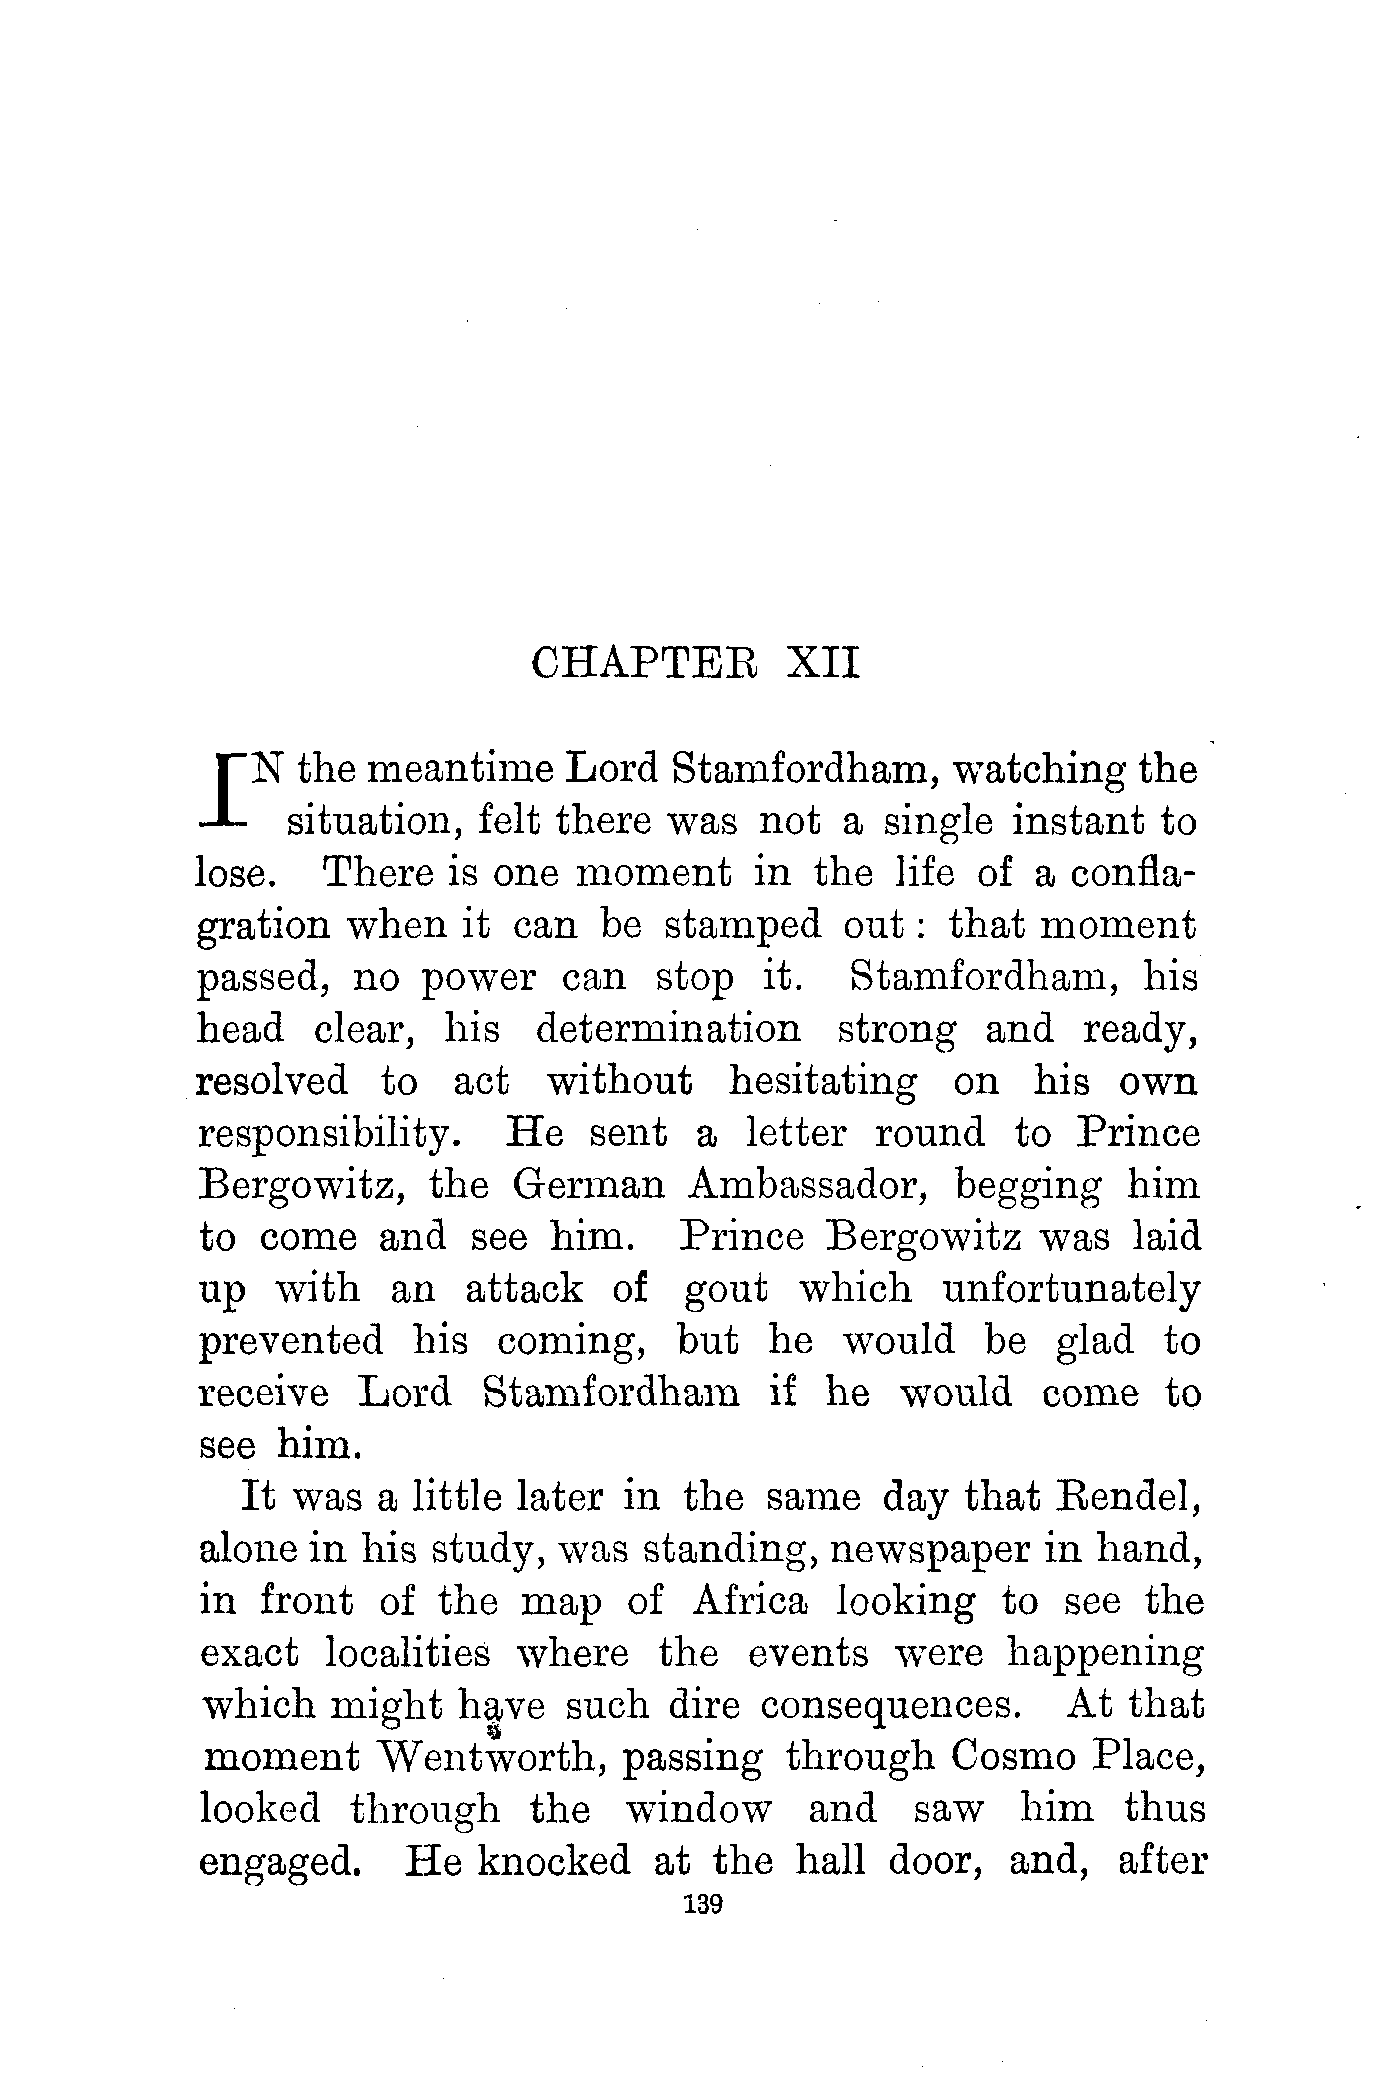 CHAPTER XII
IN the meantime Lord Stamfordham, watching the
situation, felt there was not a single instant to
lose. There is one moment in the life of a confla-
gration when it can be stamped out : that moment
passed, no power can stop it. Stamfordham, his
head clear, his determination strong and ready,
resolved to act without hesitating on his own
responsibility. He sent a letter round to Prince
Bergowitz, the German Ambassador, begging him
to come and see him. Prince Bergowitz was laid
up with an attack of gout which unfortunately
prevented his coming, but he would be glad to
receive Lord Stamfordham if he would come to
see him.
It was a little later in the same day that Rendel,
alone in his study, was standing, newspaper in hand,
in front of the map of Africa looking to see the
exact localities where the events were happening
which might have such dire consequences. At that
moment Wentworth, passing through Cosmo Place,
looked through the window and saw him thus
engaged. He knocked at the hall door, and, after
139